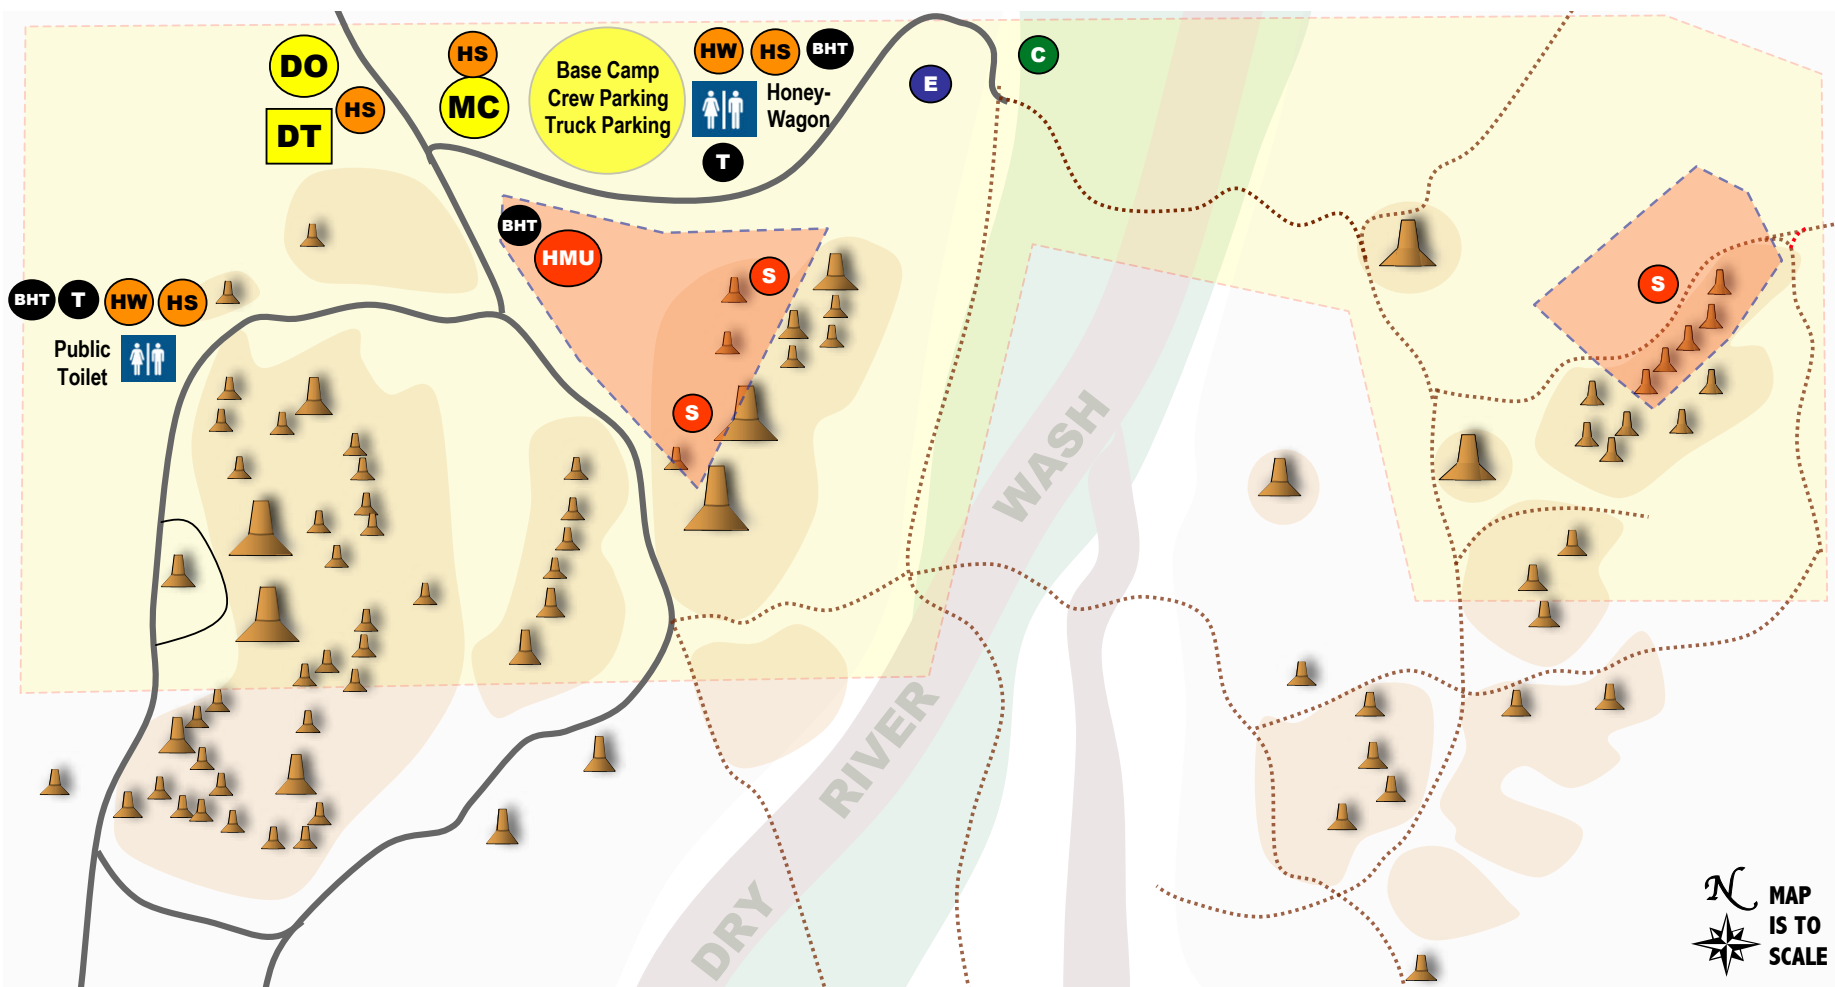 DO
HS
DT
HS
MC
Base Camp
Crew Parking
Truck Parking
HW
HS
BHT
Honey-
Wagon
T
E
C
BHT
HMU
S
S
S
BHT
T
HW
HS
Public
Toilet
DRY RIVER WASH
N
MAP
IS TO
SCALE